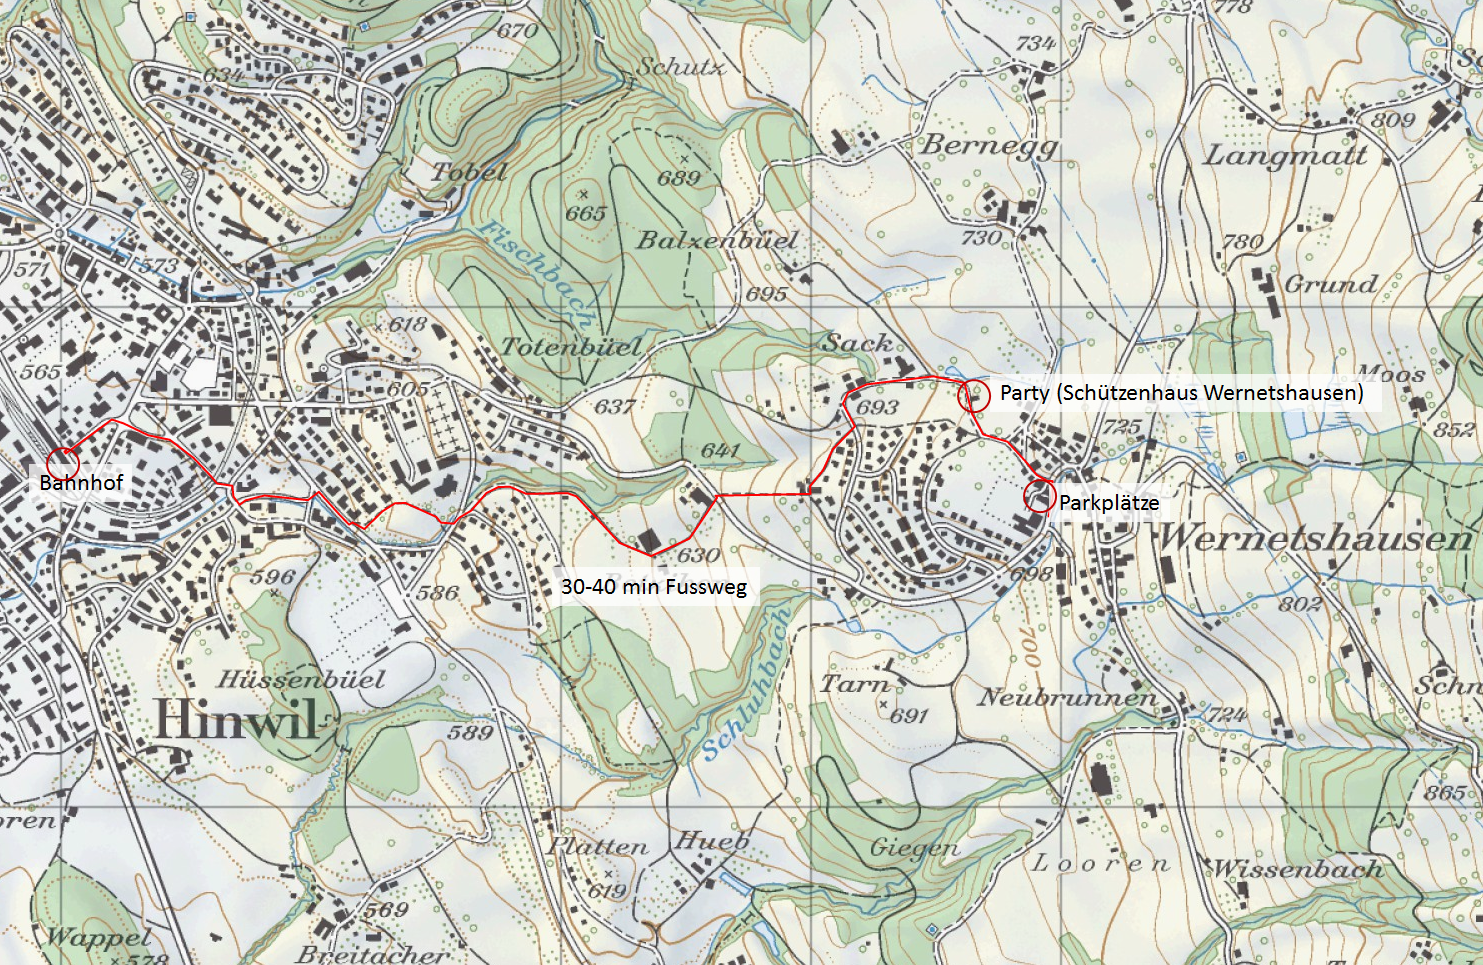 778
670
734
Schutz
634
809
Bernegg
Langmatt
Tobel
689
665
Fischbach
Balzenbüel
730
780
573
571
Grund
695
618
Totenbüel
Sack
565
605
Moos
637
693
Party (Schützenhaus Wernetshausen)
725
852
641
Bahnhof
Parkplätze
Wernetshausen
630
596
586
30-40 min Fussweg
698
802
700
Schluhbach
Hüssenbüel
Tarn
691
Neubrunnen
Hinwil
724
589
865
Platten
Hueb
Giegen
Looren
Wissenbach
619
569
Wappel
578
Breitacher